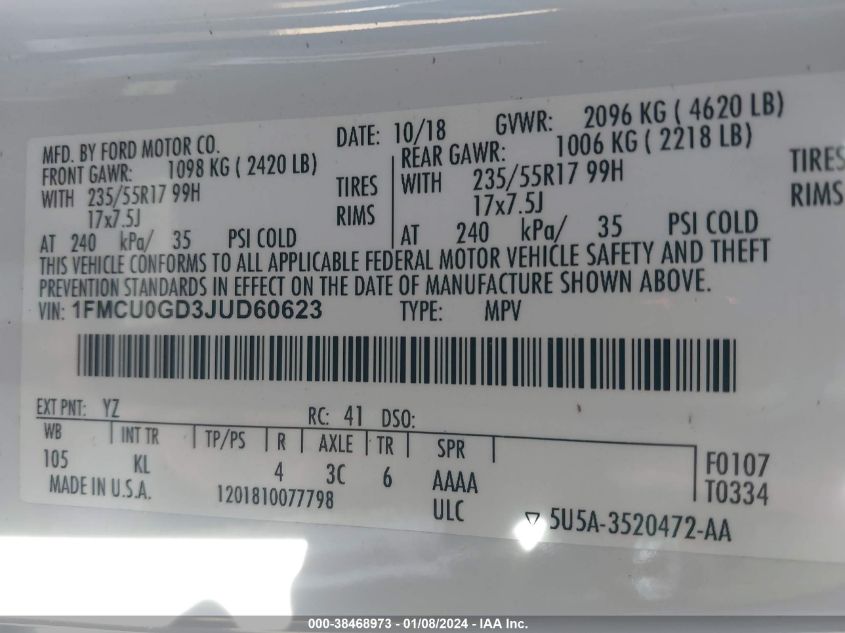 MFD. BY FORD MOTOR CO. DATE: 10/18 GVWR: 2096 KG ( 4620 LB)
FRONT GAWR: 1098 KG ( 2420 LB) REAR GAWR: 1006 KG ( 2218 LB)
WITH 235/55R17 99H TIRES WITH 235/55R17 99H TIRES
17x7.5J RIMS 17x7.5J RIMS
AT 240 kPa/ 35 PSI COLD AT 240 kPa/ 35 PSI COLD
THIS VEHICLE CONFORMS TO ALL APPLICABLE FEDERAL MOTOR VEHICLE SAFETY AND THEFT
PREVENTION STANDARDS IN EFFECT ON THE DATE OF MANUFACTURE SHOWN ABOVE.
VIN: 1FMCU0GD3JUD60623 TYPE: MPV
EXT PNT: YZ RC: 41 DSO:
WB INT TR TP/PS R AXLE TR SPR
105 KL 4 3C 6 AAAA F0107
MADE IN U.S.A. 1201810077798 ULC T0334
▽ 5U5A-3520472-AA
000-38468973 - 01/08/2024 - IAA Inc.